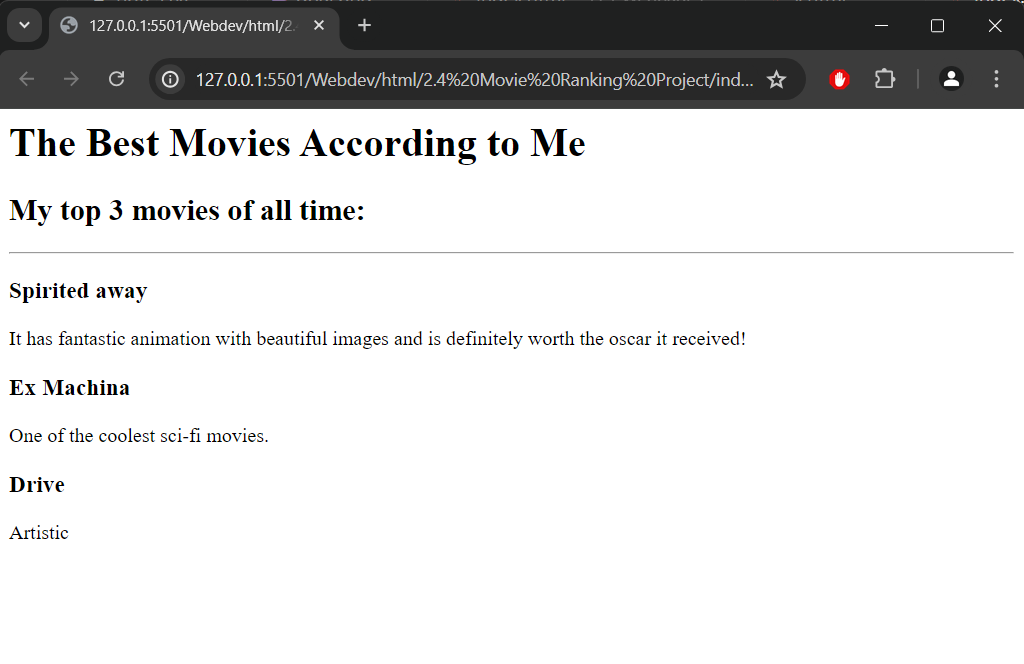 127.0.0.1:5501/Webdev/html/2.
127.0.0.1:5501/Webdev/html/2.4%20Movie%20Ranking%20Project/ind...
The Best Movies According to Me
My top 3 movies of all time:
Spirited away
It has fantastic animation with beautiful images and is definitely worth the oscar it received!
Ex Machina
One of the coolest sci-fi movies.
Drive
Artistic